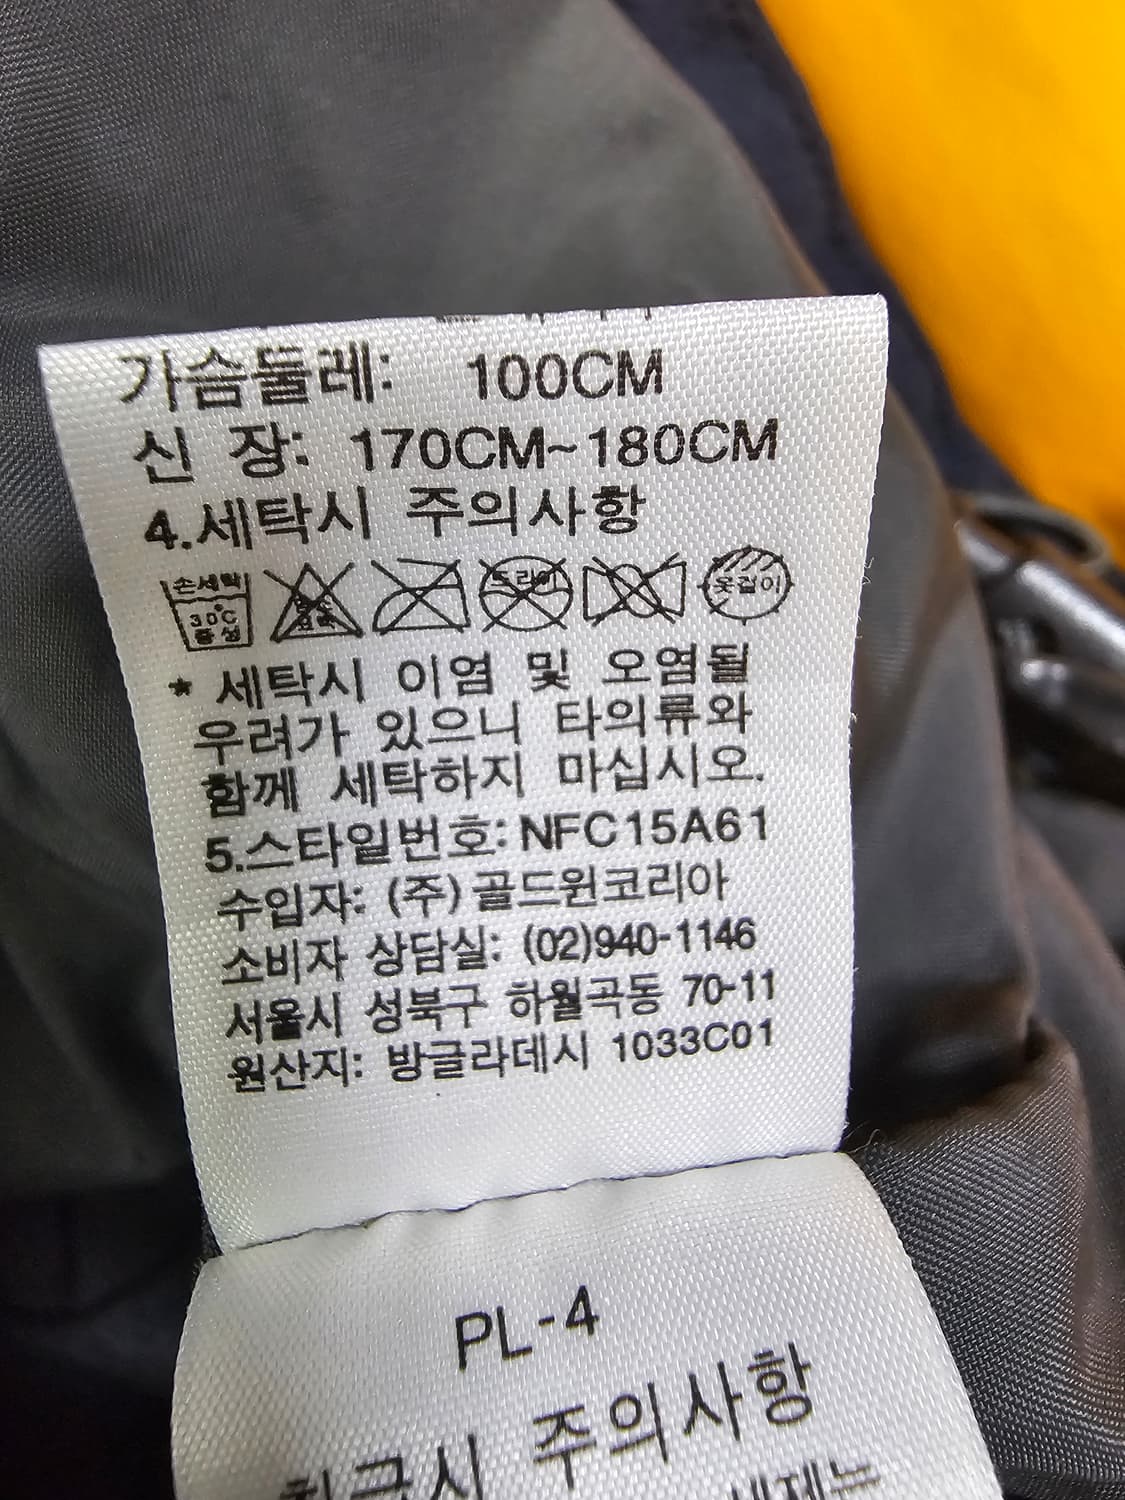 가슴둘레: 100CM
신 장: 170CM~180CM
4.세탁시 주의사항
손세탁 30℃ 중성 드라이 옷걸이
* 세탁시 이염 및 오염될
우려가 있으니 타의류와
함께 세탁하지 마십시오.
5.스타일번호: NFC15A61
수입자: (주)골드윈코리아
소비자 상담실: (02)940-1146
서울시 성북구 하월곡동 70-11
원산지: 방글라데시 1033C01
PL-4
취급시 주의사항